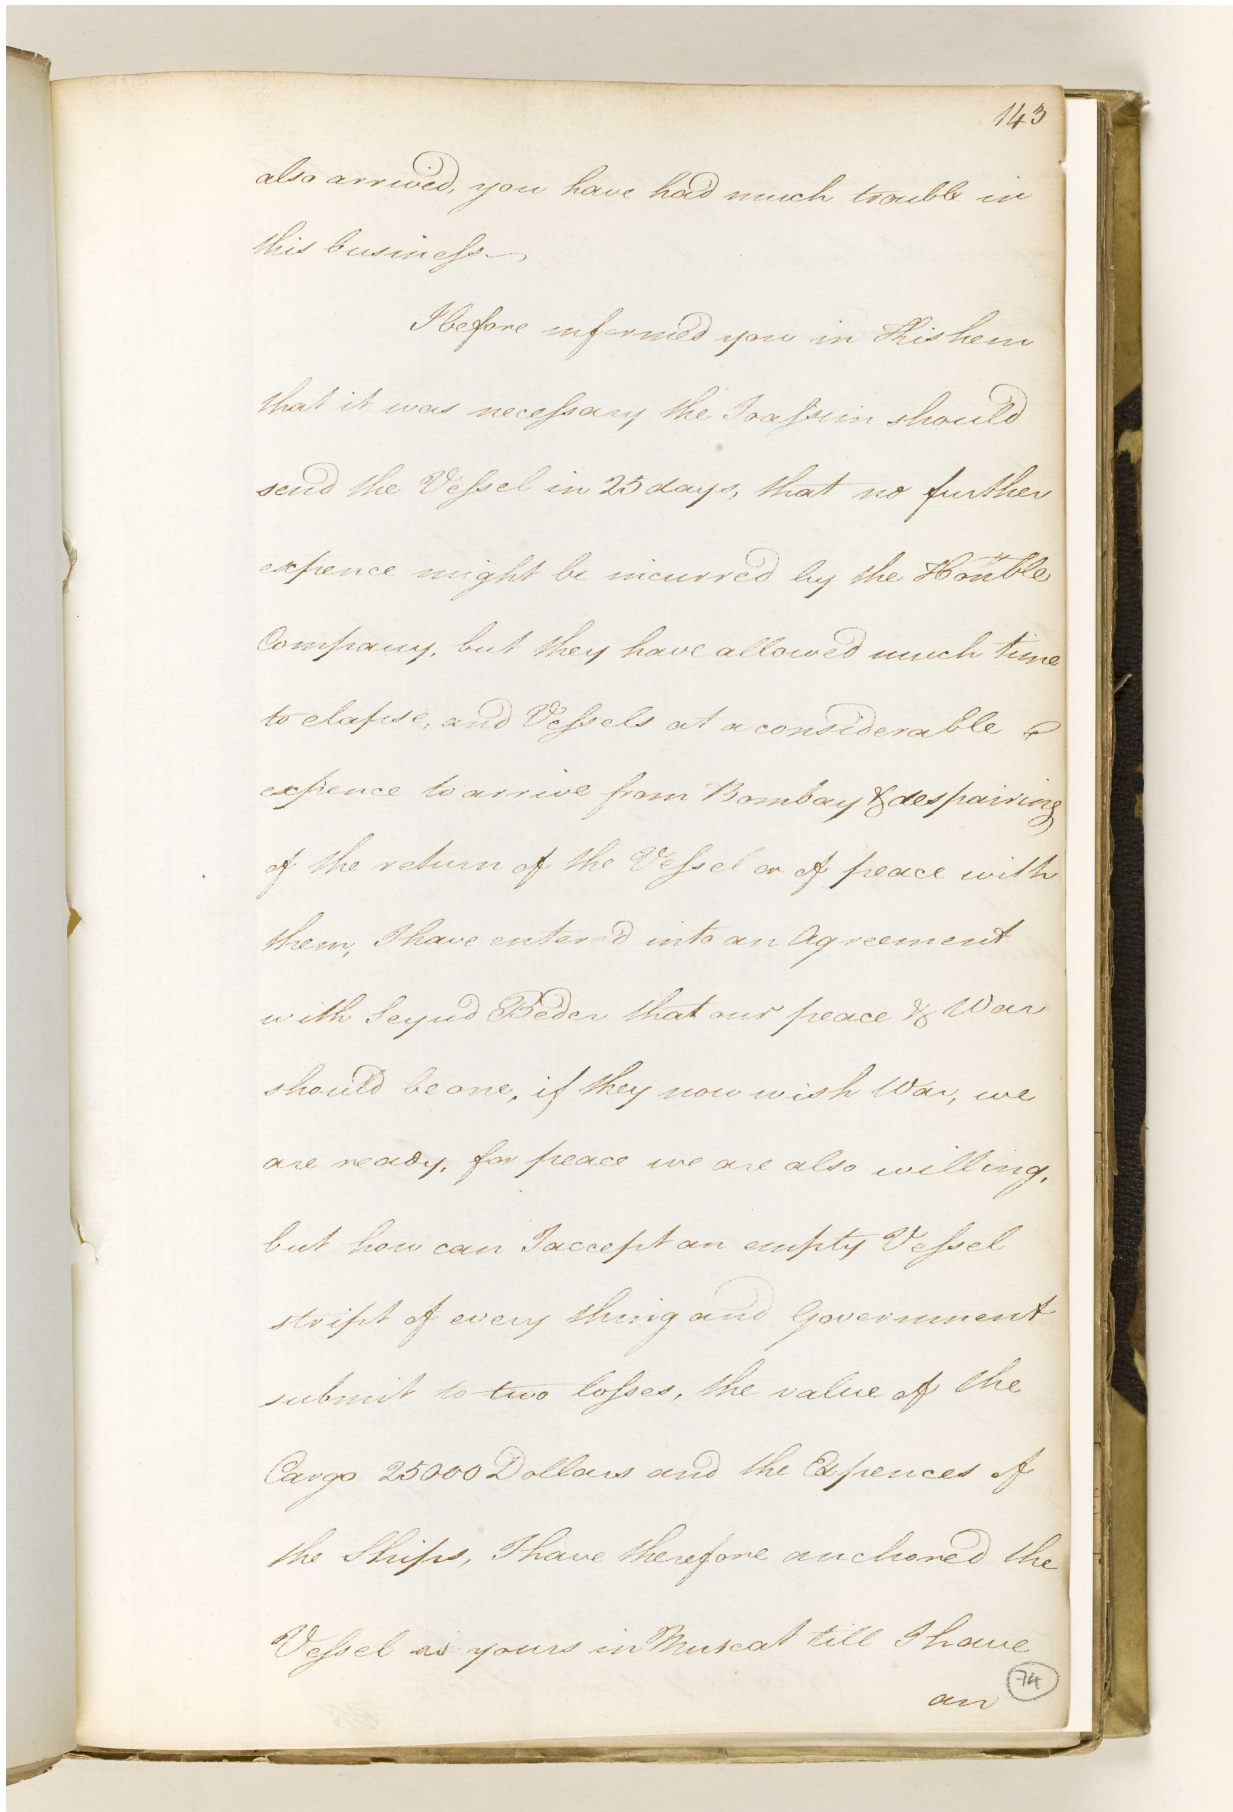 143
also arrived, you have had much trouble in
this business
I before informed you in Kishem
that it was necessary the Joassim should
send the Vessel in 25 days, that no further
expence might be incurred by the Honble
Company, but they have allowed much time
to elapse, and Vessels at a considerable
expence to arrive from Bombay & despairing
of the return of the Vessel or of peace with
them, I have entered into an Agreement
with Seyud Beder that our peace & War
should be one, if they now wish War, we
are ready, for peace we are also willing,
but how can I accept an empty Vessel
stript of every thing and Government
submit to two losses, the value of the
Cargo 25000 Dollars and the Expences of
the Ships, I have therefore anchored the
Vessel as yours in Muscat till I have
an
74